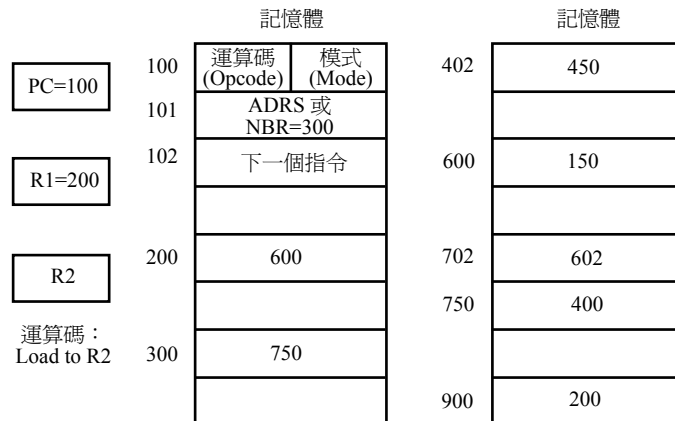 記憶體
記憶體
PC=100
R1=200
R2
運算碼：
Load to R2
100
運算碼
(Opcode)
模式
(Mode)
101
ADRS 或
NBR=300
102
下一個指令
200
600
300
750
402
450
600
150
702
602
750
400
900
200